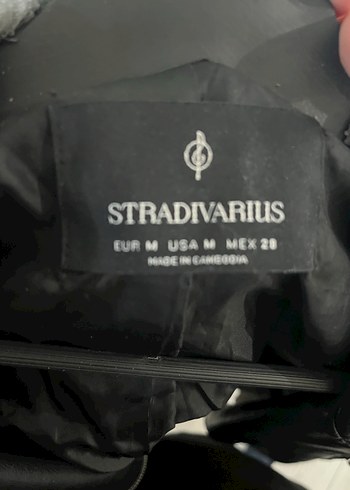 STRADIVARIUS
EUR M USA M MEX 28
MADE IN CAMBODIA